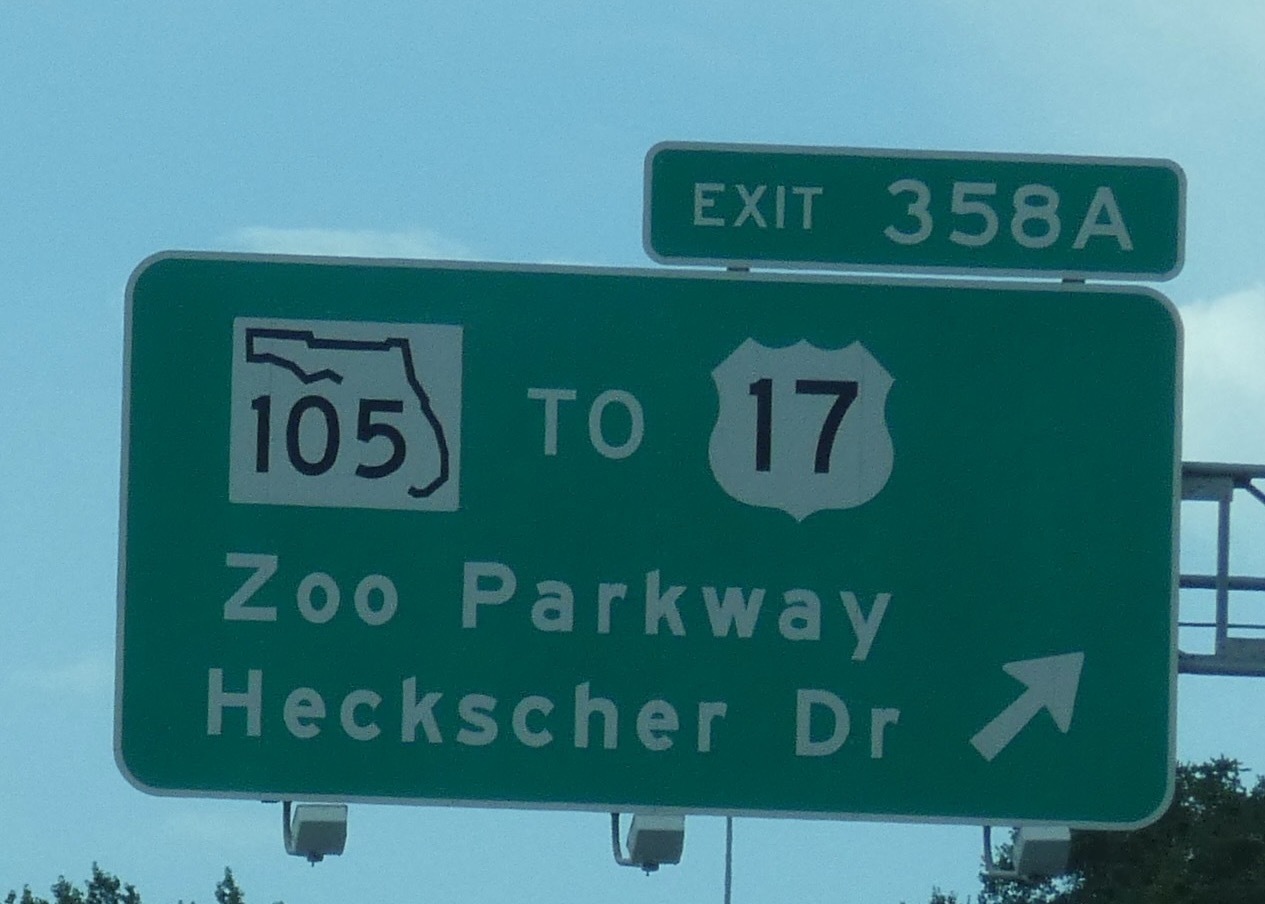 EXIT 358A
105 TO 17
Zoo Parkway
Heckscher Dr